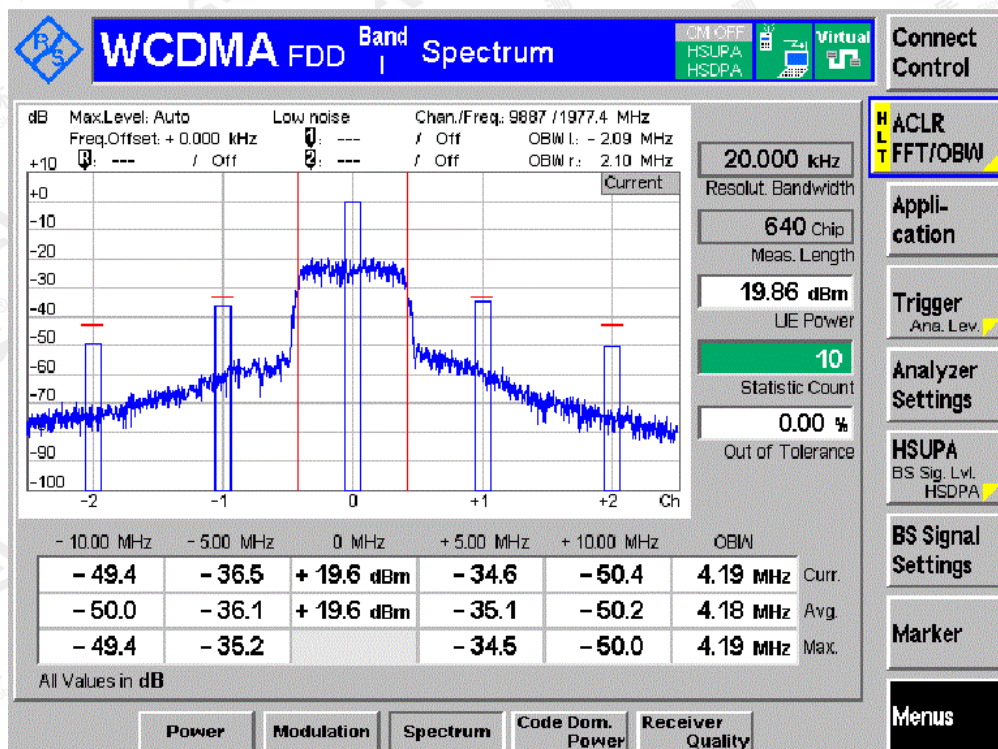 R&S
WCDMA FDD Band I Spectrum
CM OFF
HSUPA
HSDPA
Virtual
Connect Control
dB Max.Level: Auto Low noise Chan./Freq.: 9887 /1977.4 MHz
Freq.Offset: + 0.000 kHz 1: --- / Off OBW l.: - 2.09 MHz
+10 R: --- / Off 2: --- / Off OBW r.: 2.10 MHz
Current
+0
-10
-20
-30
-40
-50
-60
-70
-90
-100
-2 -1 0 +1 +2 Ch
20.000 kHz
Resolut. Bandwidth
640 Chip
Meas. Length
19.86 dBm
UE Power
10
Statistic Count
0.00 %
Out of Tolerance
- 10.00 MHz - 5.00 MHz 0 MHz + 5.00 MHz + 10.00 MHz OBW
- 49.4 - 36.5 + 19.6 dBm - 34.6 - 50.4 4.19 MHz Curr.
- 50.0 - 36.1 + 19.6 dBm - 35.1 - 50.2 4.18 MHz Avg.
- 49.4 - 35.2 - 34.5 - 50.0 4.19 MHz Max.
All Values in dB
HLT
ACLR
FFT/OBW
Appli-
cation
Trigger
Ana. Lev.
Analyzer
Settings
HSUPA
BS Sig. Lvl.
HSDPA
BS Signal
Settings
Marker
Menus
Power
Modulation
Spectrum
Code Dom.
Power
Receiver
Quality